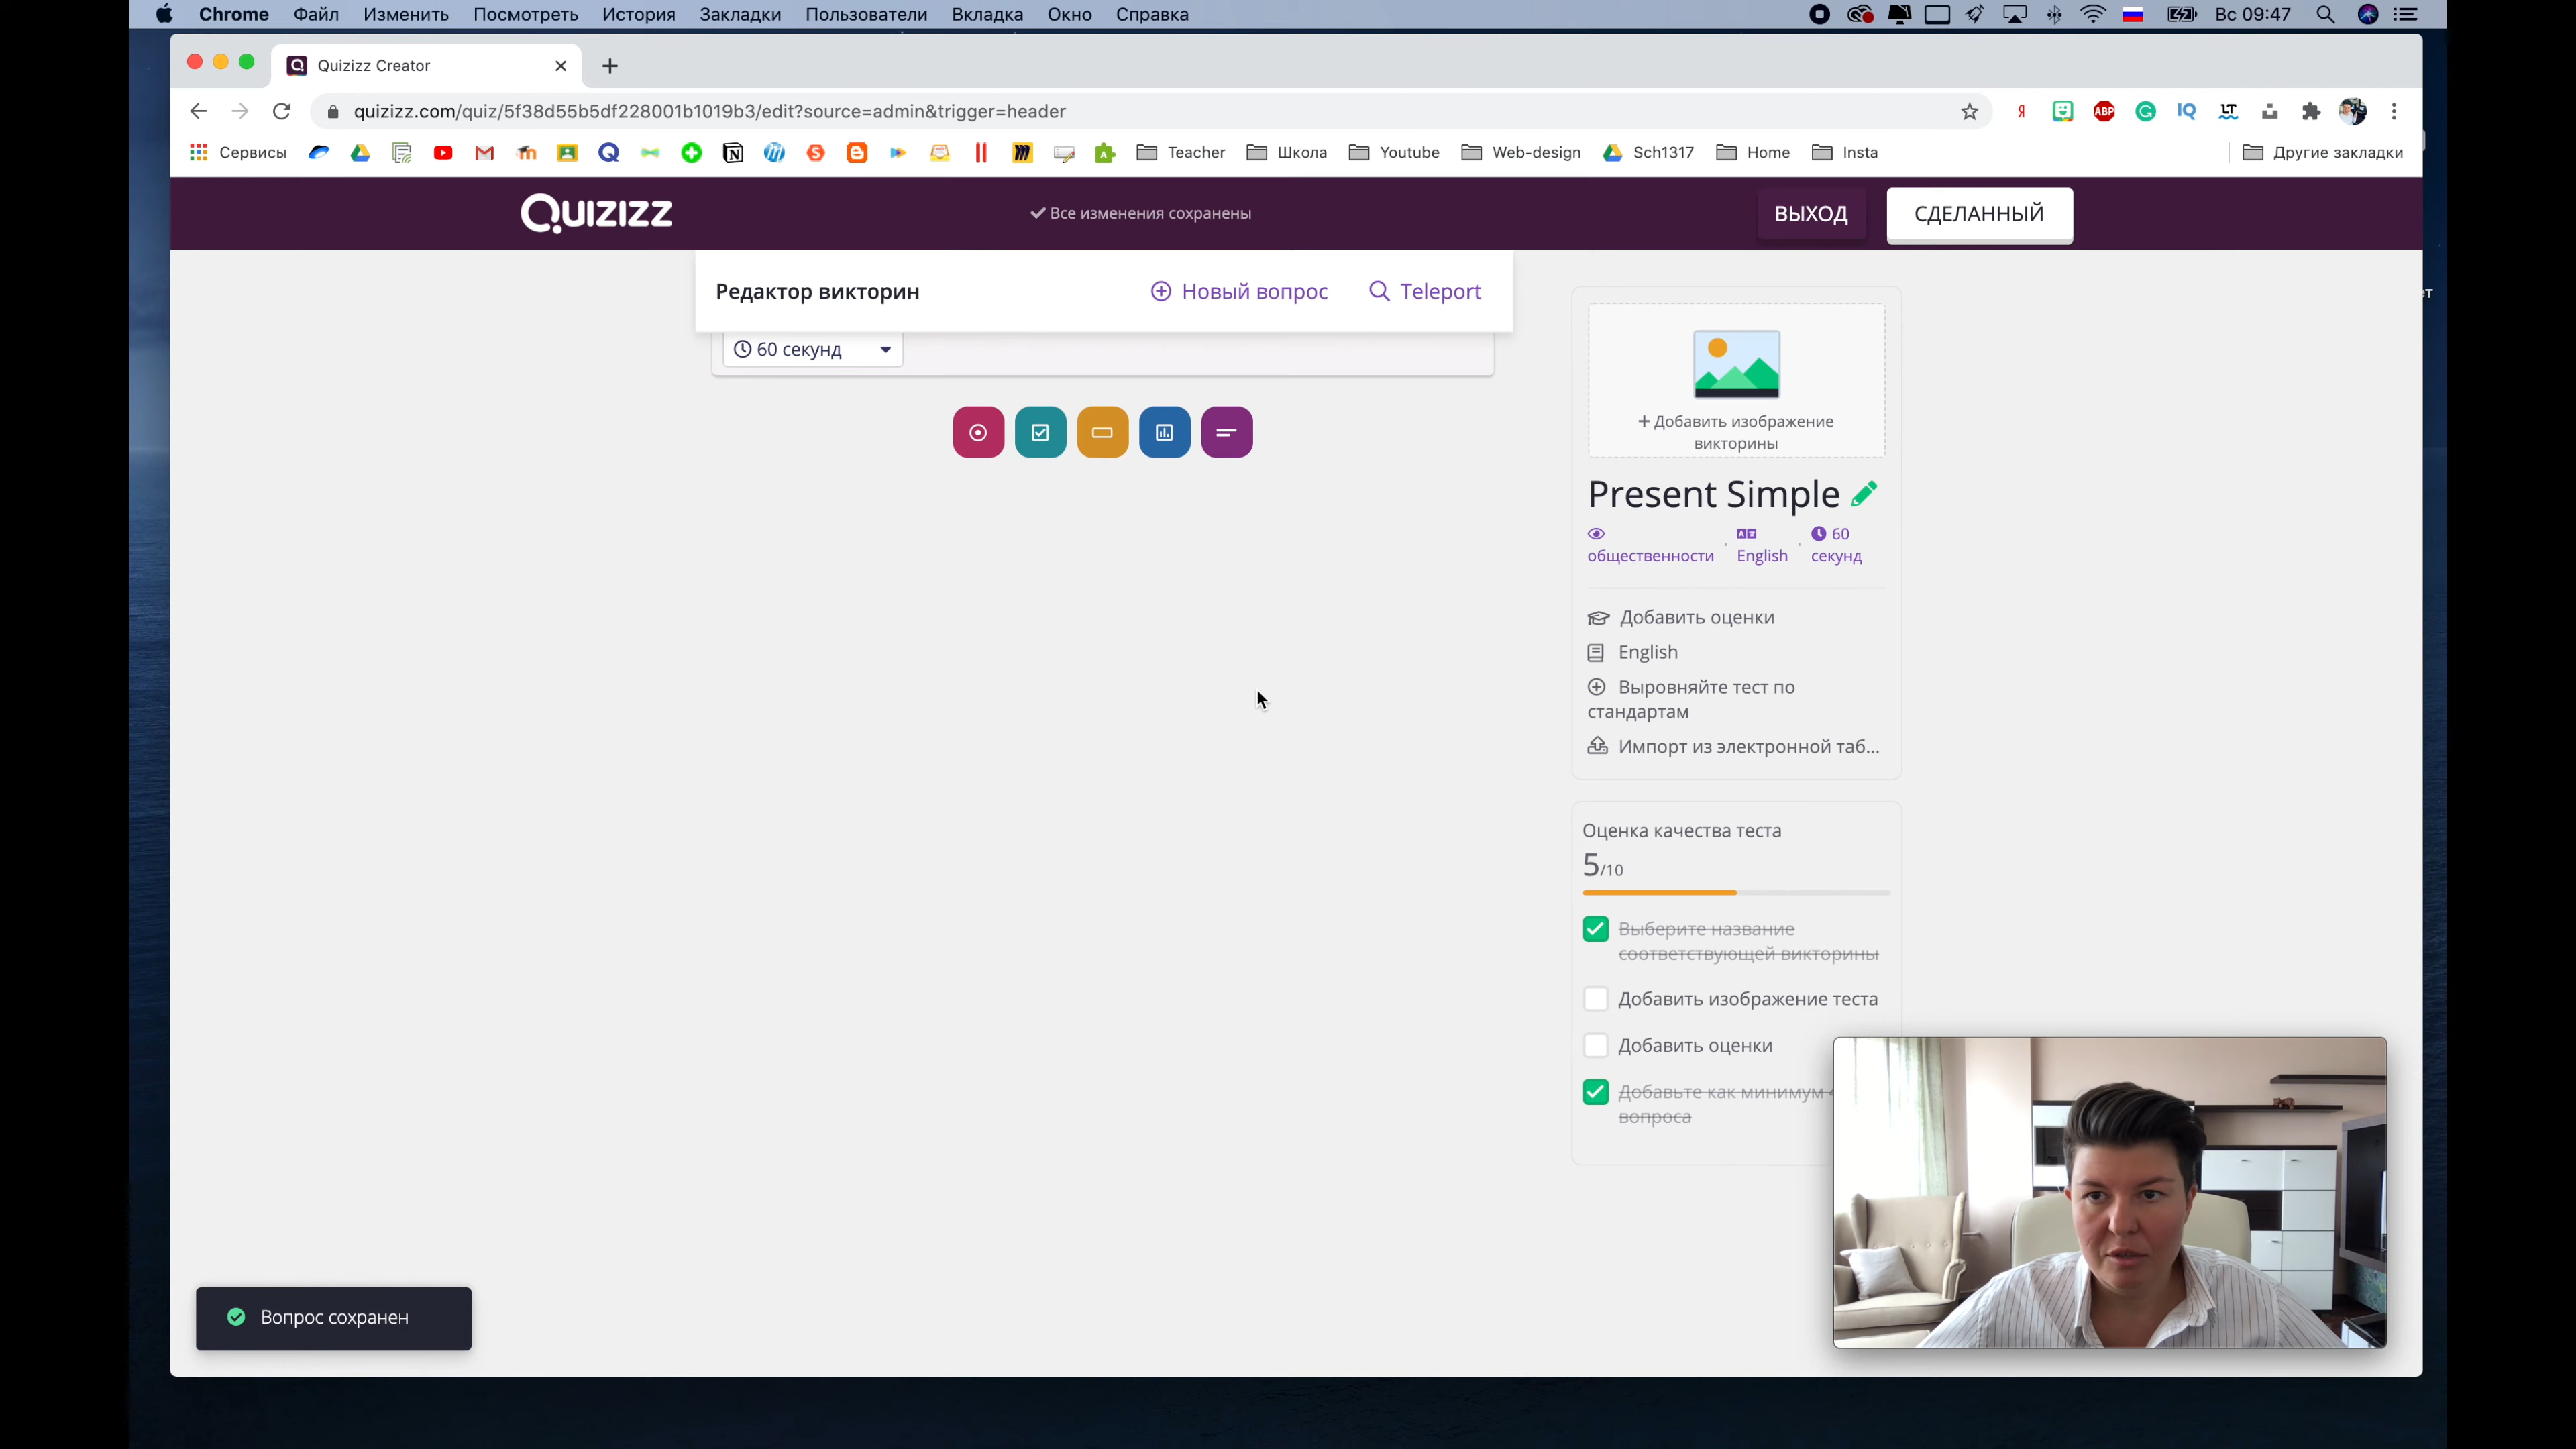 Chrome Файл Изменить Посмотреть История Закладки Пользователи Вкладка Окно Справка Вс 09:47
Quizizz Creator
quizizz.com/quiz/5f38d55b5df228001b1019b3/edit?source=admin&trigger=header
Сервисы Teacher Школа Youtube Web-design Sch1317 Home Insta Другие закладки
Quizizz
Все изменения сохранены
ВЫХОД
СДЕЛАННЫЙ
Редактор викторин
Новый вопрос
Teleport
60 секунд
+ Добавить изображение
викторины
Present Simple
общественности
English
60
секунд
Добавить оценки
English
Выровняйте тест по
стандартам
Импорт из электронной таб...
Оценка качества теста
5/10
Выберите название
соответствующей викторины
Добавить изображение теста
Добавить оценки
Добавьте как минимум
вопроса
Вопрос сохранен